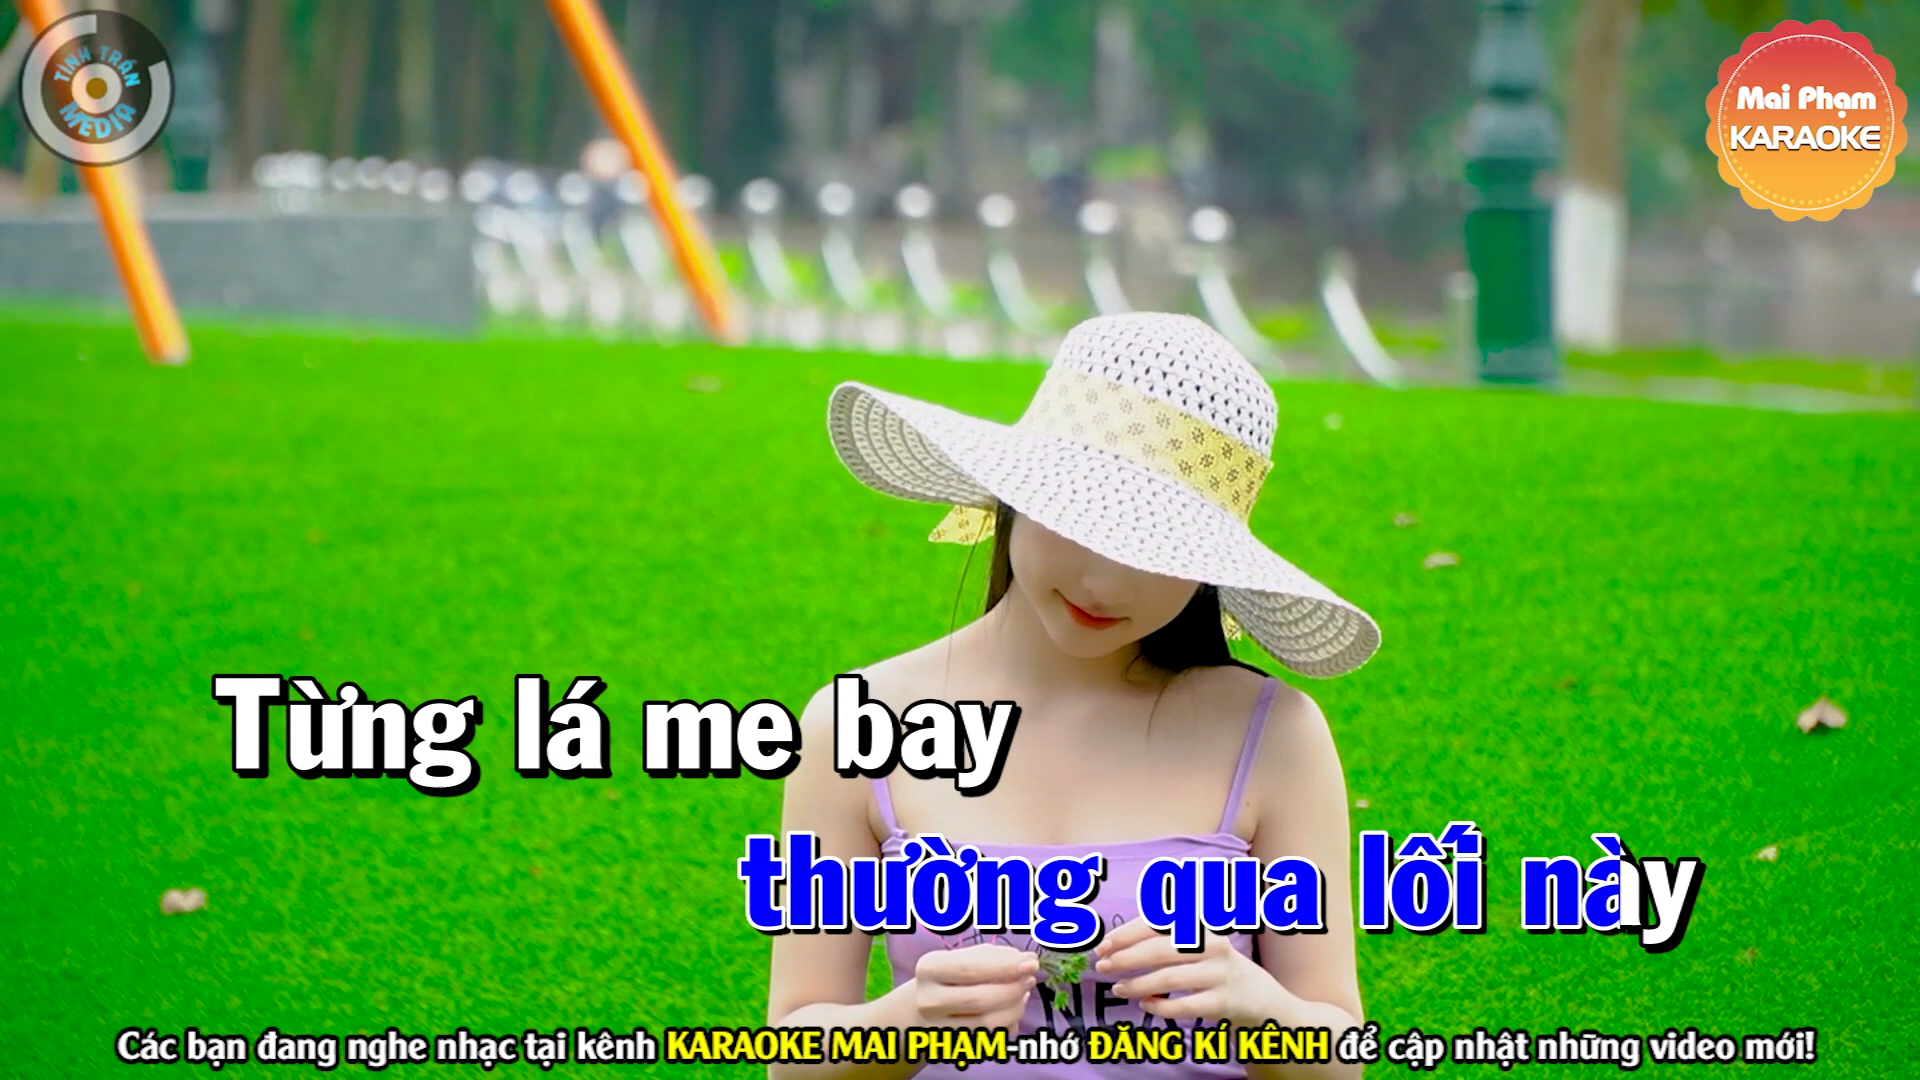 TÌNH TRẦN
MEDIA
Mai Phạm
KARAOKE
Từng lá me bay
thường qua lối này
Các bạn đang nghe nhạc tại kênh KARAOKE MAI PHẠM-nhớ ĐĂNG KÍ KÊNH để cập nhật những video mới!